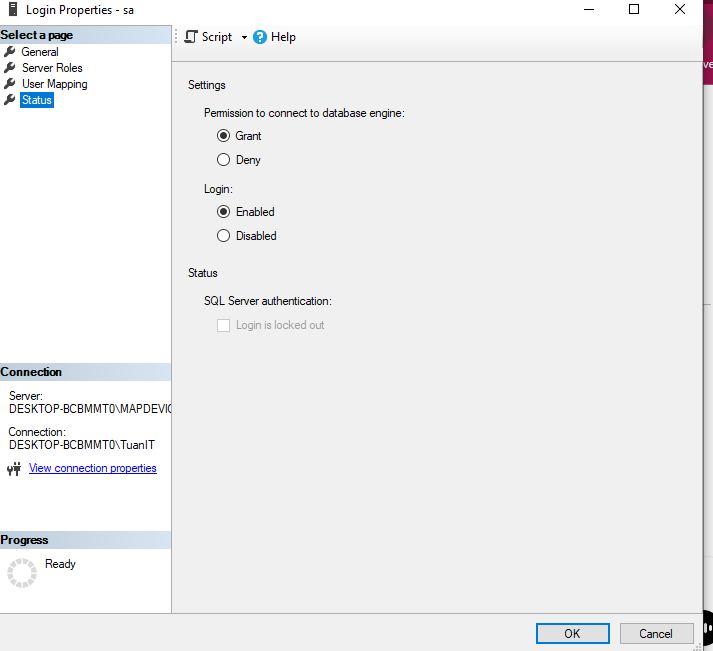 Login Properties - sa
Select a page
General
Server Roles
User Mapping
Status
Script
Help
Settings
Permission to connect to database engine:
Grant
Deny
Login:
Enabled
Disabled
Status
SQL Server authentication:
Login is locked out
Connection
Server:
DESKTOP-BCBMMT0\MAPDEVIC
Connection:
DESKTOP-BCBMMT0\TuanIT
View connection properties
Progress
Ready
OK
Cancel